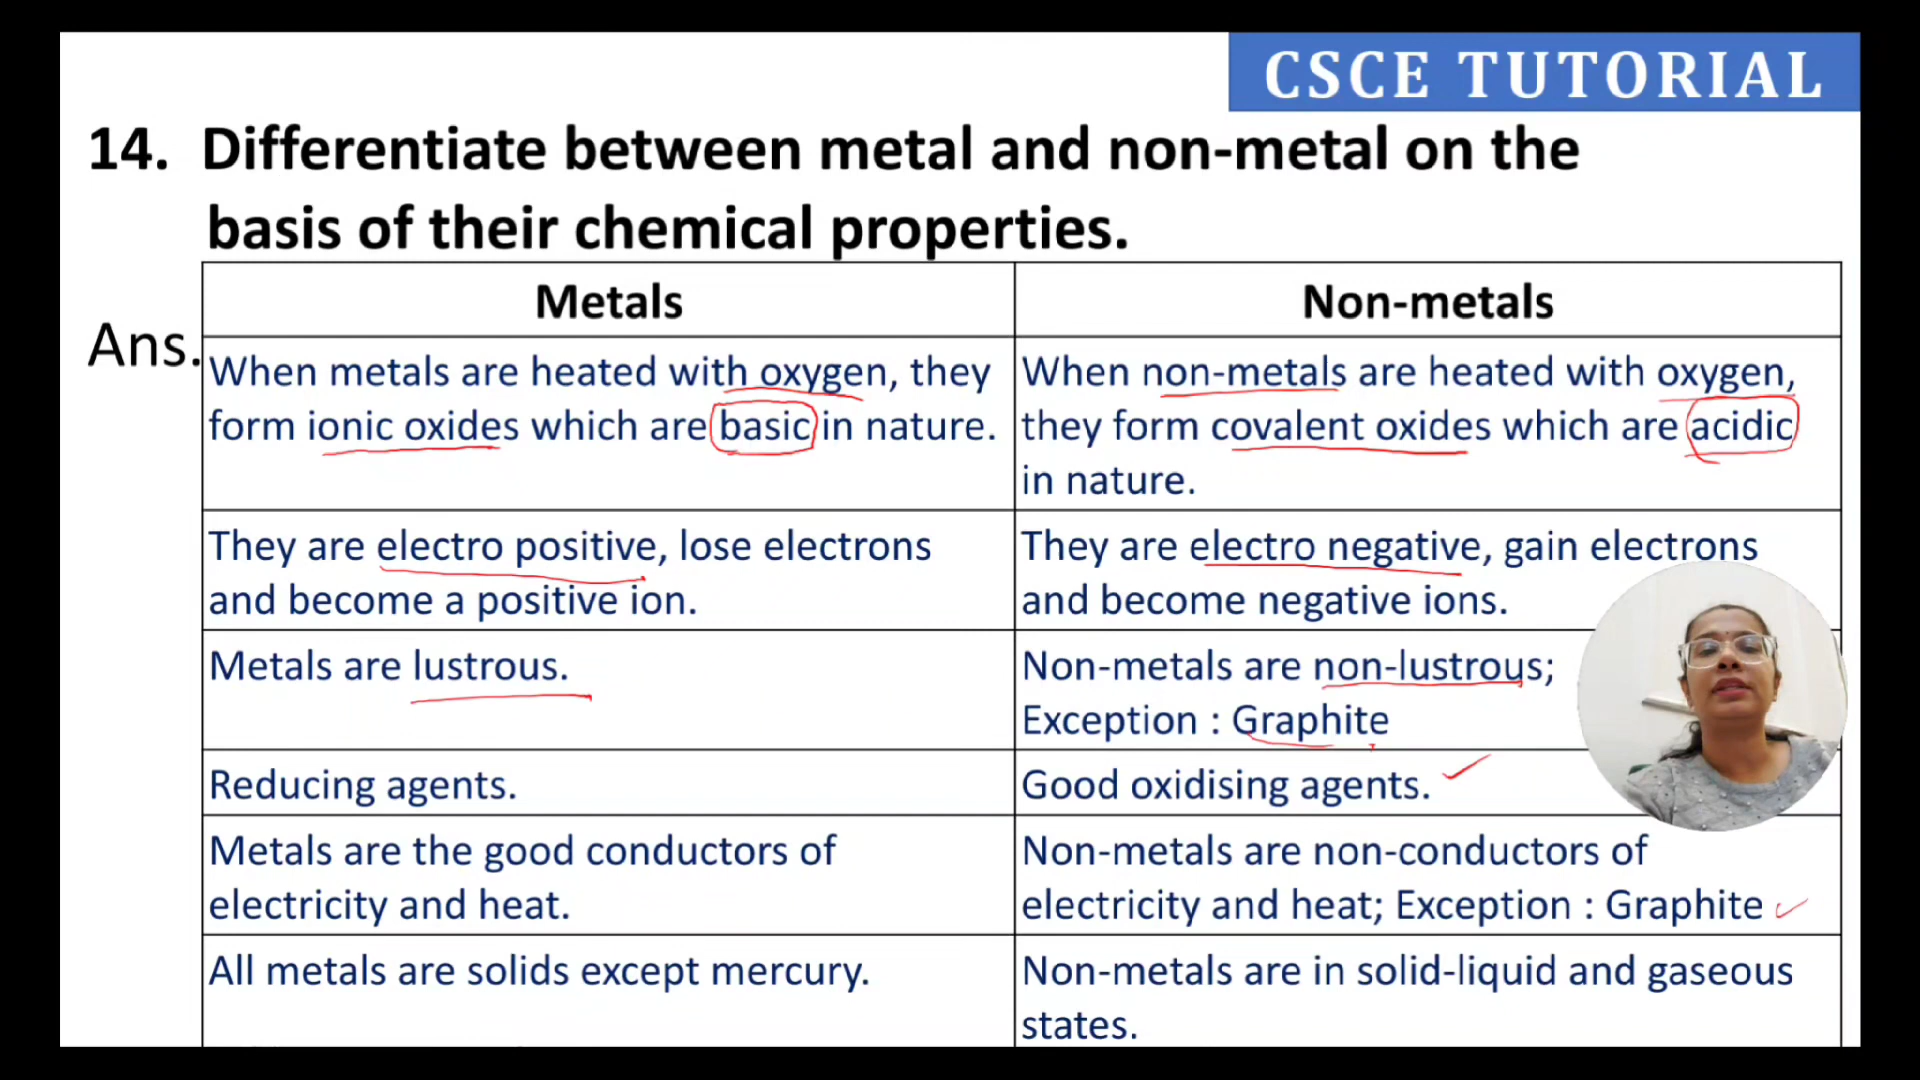 CSCE TUTORIAL
14. Differentiate between metal and non-metal on the
basis of their chemical properties.
Metals
Non-metals
Ans.
When metals are heated with oxygen, they
form ionic oxides which are basic in nature.
When non-metals are heated with oxygen,
they form covalent oxides which are acidic
in nature.
They are electro positive, lose electrons
and become a positive ion.
They are electro negative, gain electrons
and become negative ions.
Metals are lustrous.
Non-metals are non-lustrous;
Exception : Graphite
Reducing agents.
Good oxidising agents.
Metals are the good conductors of
electricity and heat.
Non-metals are non-conductors of
electricity and heat; Exception : Graphite
All metals are solids except mercury.
Non-metals are in solid-liquid and gaseous
states.